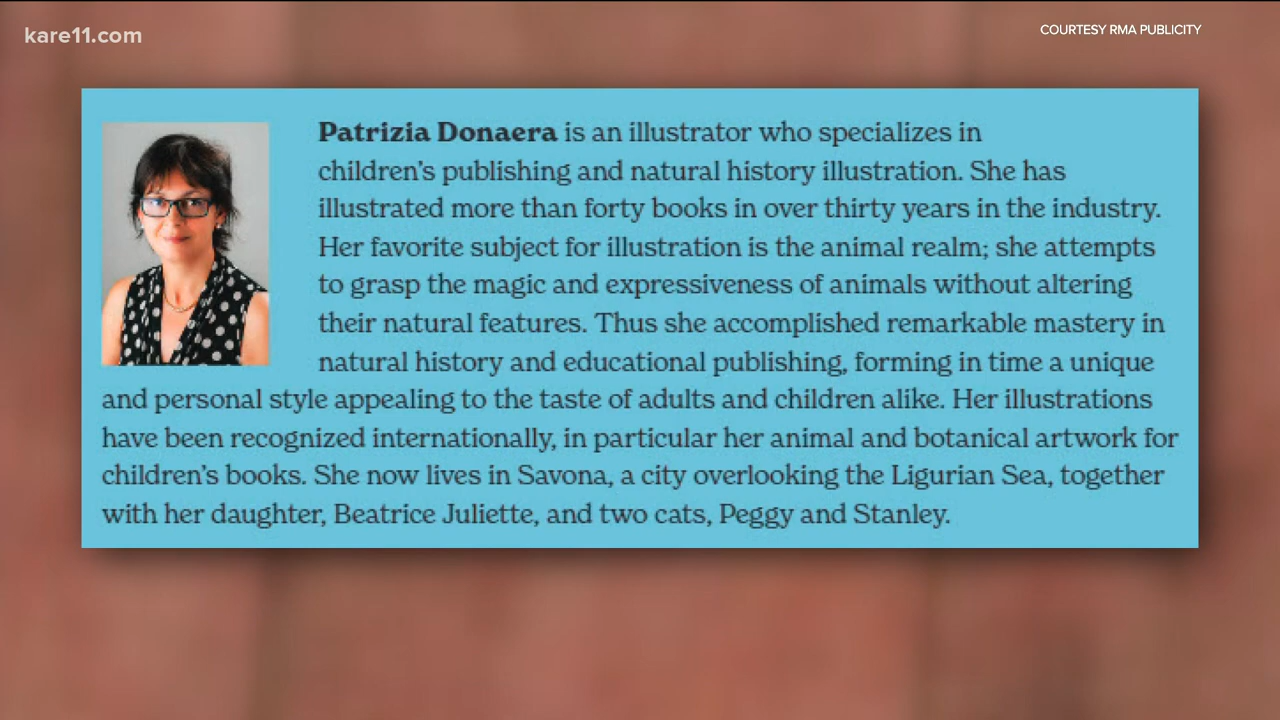 kare11.com
COURTESY RMA PUBLICITY
Patrizia Donaera is an illustrator who specializes in
children's publishing and natural history illustration. She has
illustrated more than forty books in over thirty years in the industry.
Her favorite subject for illustration is the animal realm; she attempts
to grasp the magic and expressiveness of animals without altering
their natural features. Thus she accomplished remarkable mastery in
natural history and educational publishing, forming in time a unique
and personal style appealing to the taste of adults and children alike. Her illustrations
have been recognized internationally, in particular her animal and botanical artwork for
children's books. She now lives in Savona, a city overlooking the Ligurian Sea, together
with her daughter, Beatrice Juliette, and two cats, Peggy and Stanley.